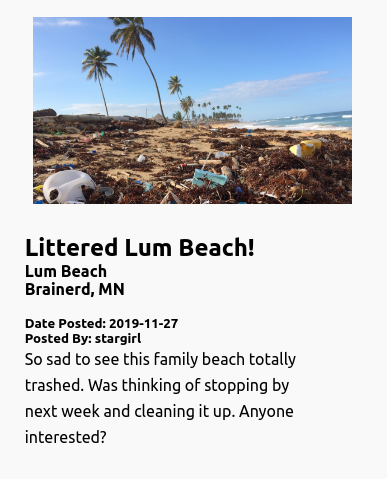 Littered Lum Beach!
Lum Beach
Brainerd, MN
Date Posted: 2019-11-27
Posted By: stargirl
So sad to see this family beach totally
trashed. Was thinking of stopping by
next week and cleaning it up. Anyone
interested?